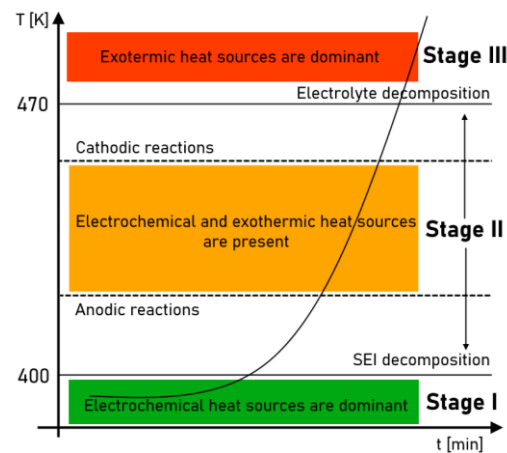 T [K]
Exotermic heat sources are dominant
Stage III
Electrolyte decomposition
470
Cathodic reactions
Electrochemical and exothermic heat sources
are present
Stage II
Anodic reactions
SEI decomposition
400
Electrochemical heat sources are dominant
Stage I
t [min]